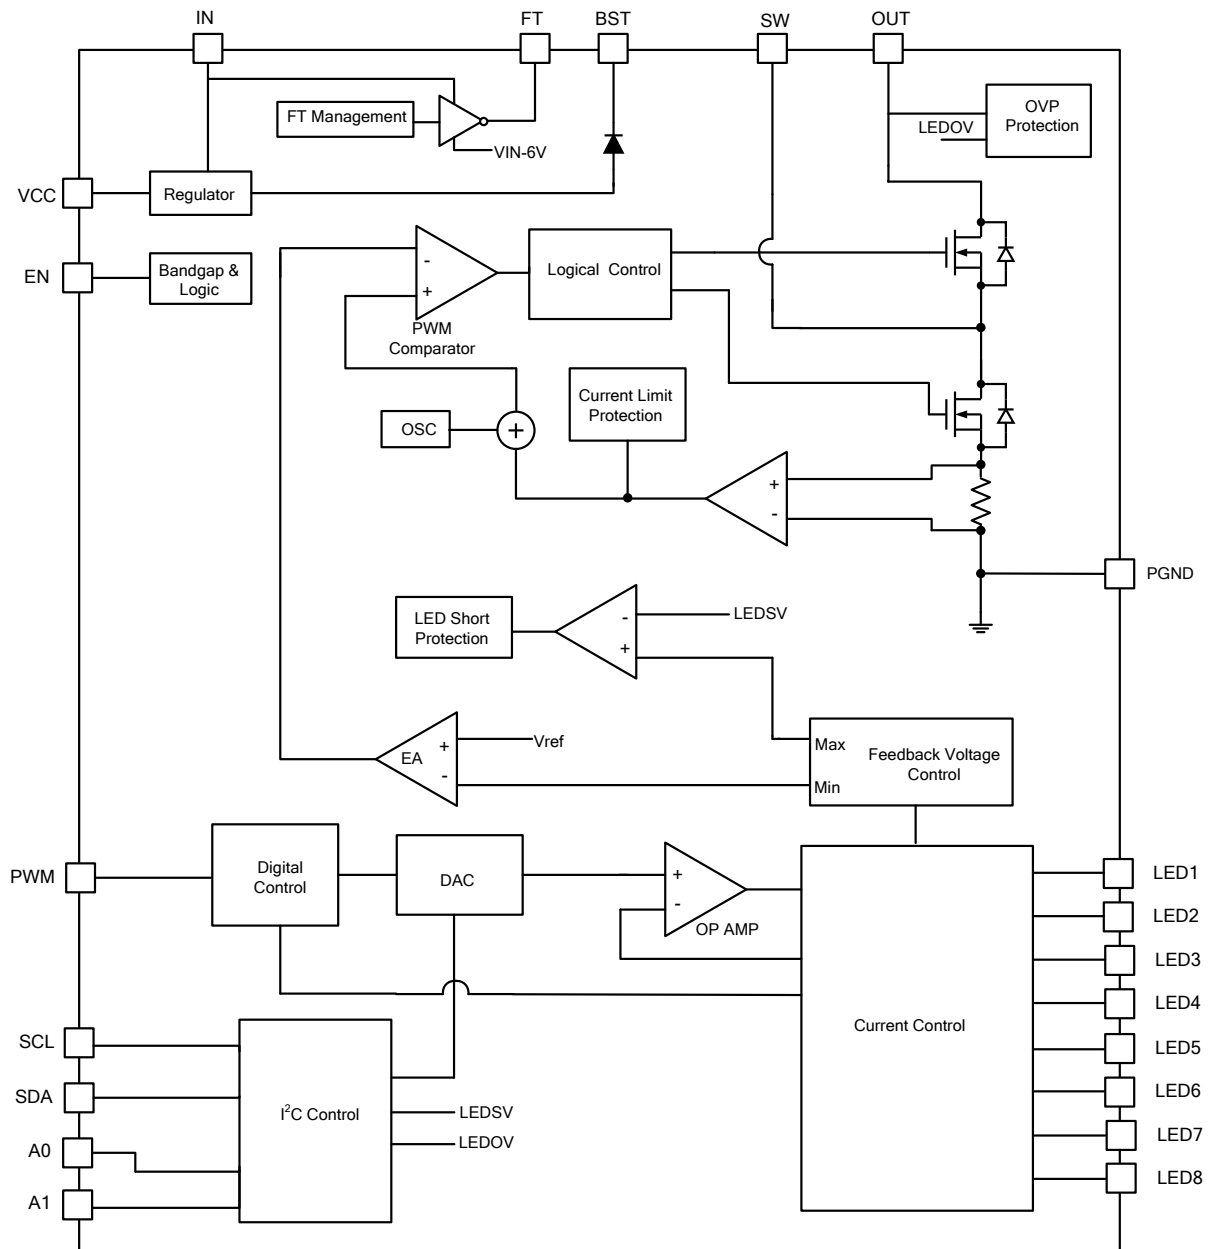 IN
FT
BST
SW
OUT
FT Management
VIN-6V
OVP
Protection
LEDOV
VCC
Regulator
EN
Bandgap &
Logic
-
+
PWM
Comparator
Logical Control
OSC
+
Current Limit
Protection
+
-
PGND
LED Short
Protection
-
+
LEDSV
EA
+
-
Vref
Max
Min
Feedback Voltage
Control
PWM
Digital
Control
DAC
+
-
OP AMP
Current Control
LED1
LED2
LED3
LED4
LED5
LED6
LED7
LED8
SCL
SDA
A0
A1
I²C Control
LEDSV
LEDOV